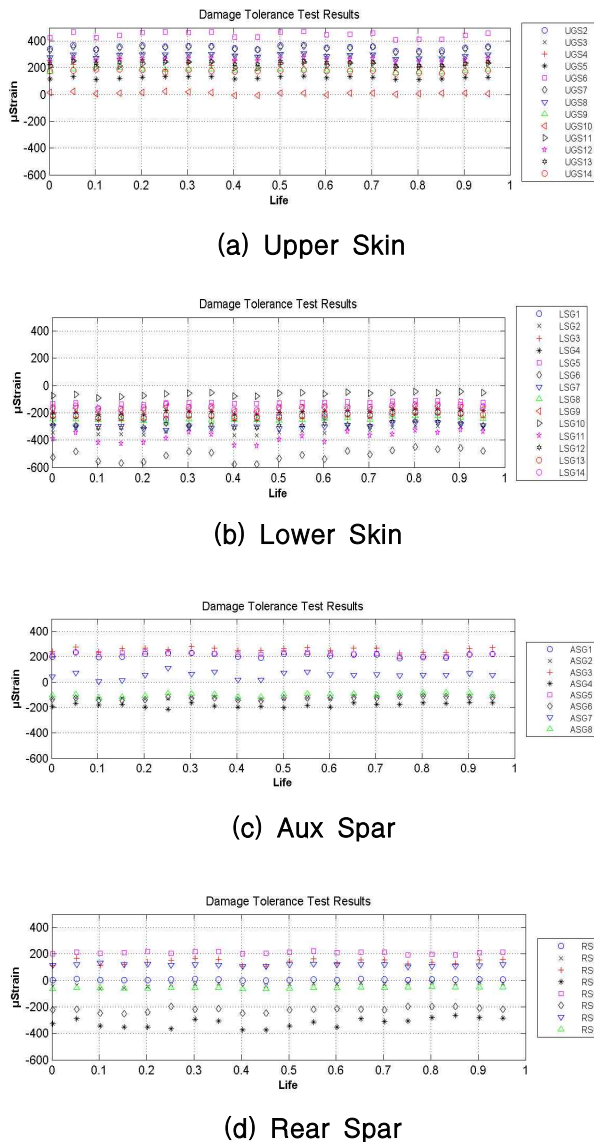 Damage Tolerance Test Results
400
200
0
-200
-400
-600
µStrain
0 0.1 0.2 0.3 0.4 0.5 0.6 0.7 0.8 0.9 1
Life
UGS2
UGS3
UGS4
UGS5
UGS6
UGS7
UGS8
UGS9
UGS10
UGS11
UGS12
UGS13
UGS14
(a) Upper Skin
Damage Tolerance Test Results
400
200
0
-200
-400
-600
µStrain
0 0.1 0.2 0.3 0.4 0.5 0.6 0.7 0.8 0.9 1
Life
LSG1
LSG2
LSG3
LSG4
LSG5
LSG6
LSG7
LSG8
LSG9
LSG10
LSG11
LSG12
LSG13
LSG14
(b) Lower Skin
Damage Tolerance Test Results
400
200
0
-200
-400
-600
µStrain
0 0.1 0.2 0.3 0.4 0.5 0.6 0.7 0.8 0.9 1
Life
ASG1
ASG2
ASG3
ASG4
ASG5
ASG6
ASG7
ASG8
(c) Aux Spar
Damage Tolerance Test Results
400
200
0
-200
-400
-600
µStrain
0 0.1 0.2 0.3 0.4 0.5 0.6 0.7 0.8 0.9 1
Life
RS
RS
RS
RS
RS
RS
RS
RS
(d) Rear Spar